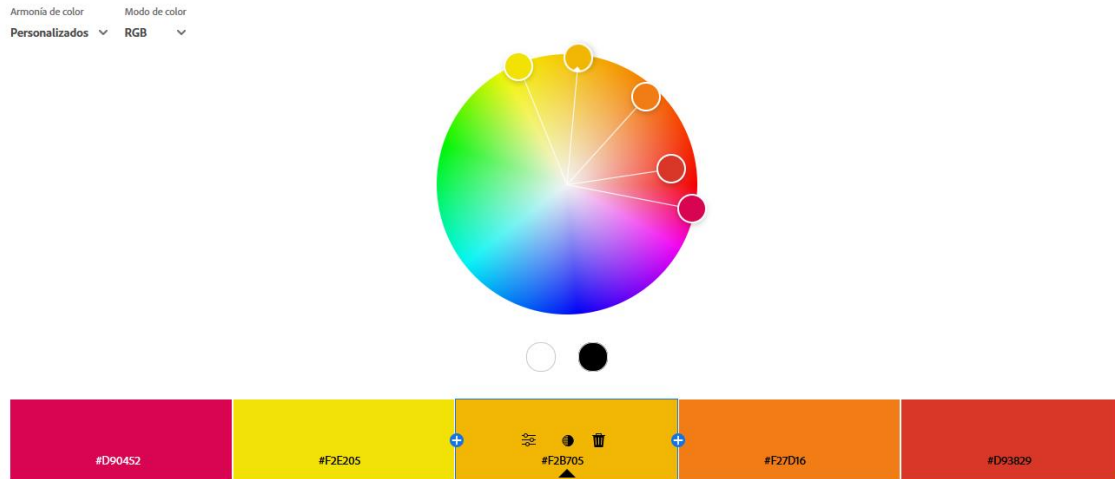 Armonía de color Modo de color
Personalizados RGB
#D90452 #F2E205 #F2B705 #F27D16 #D93829